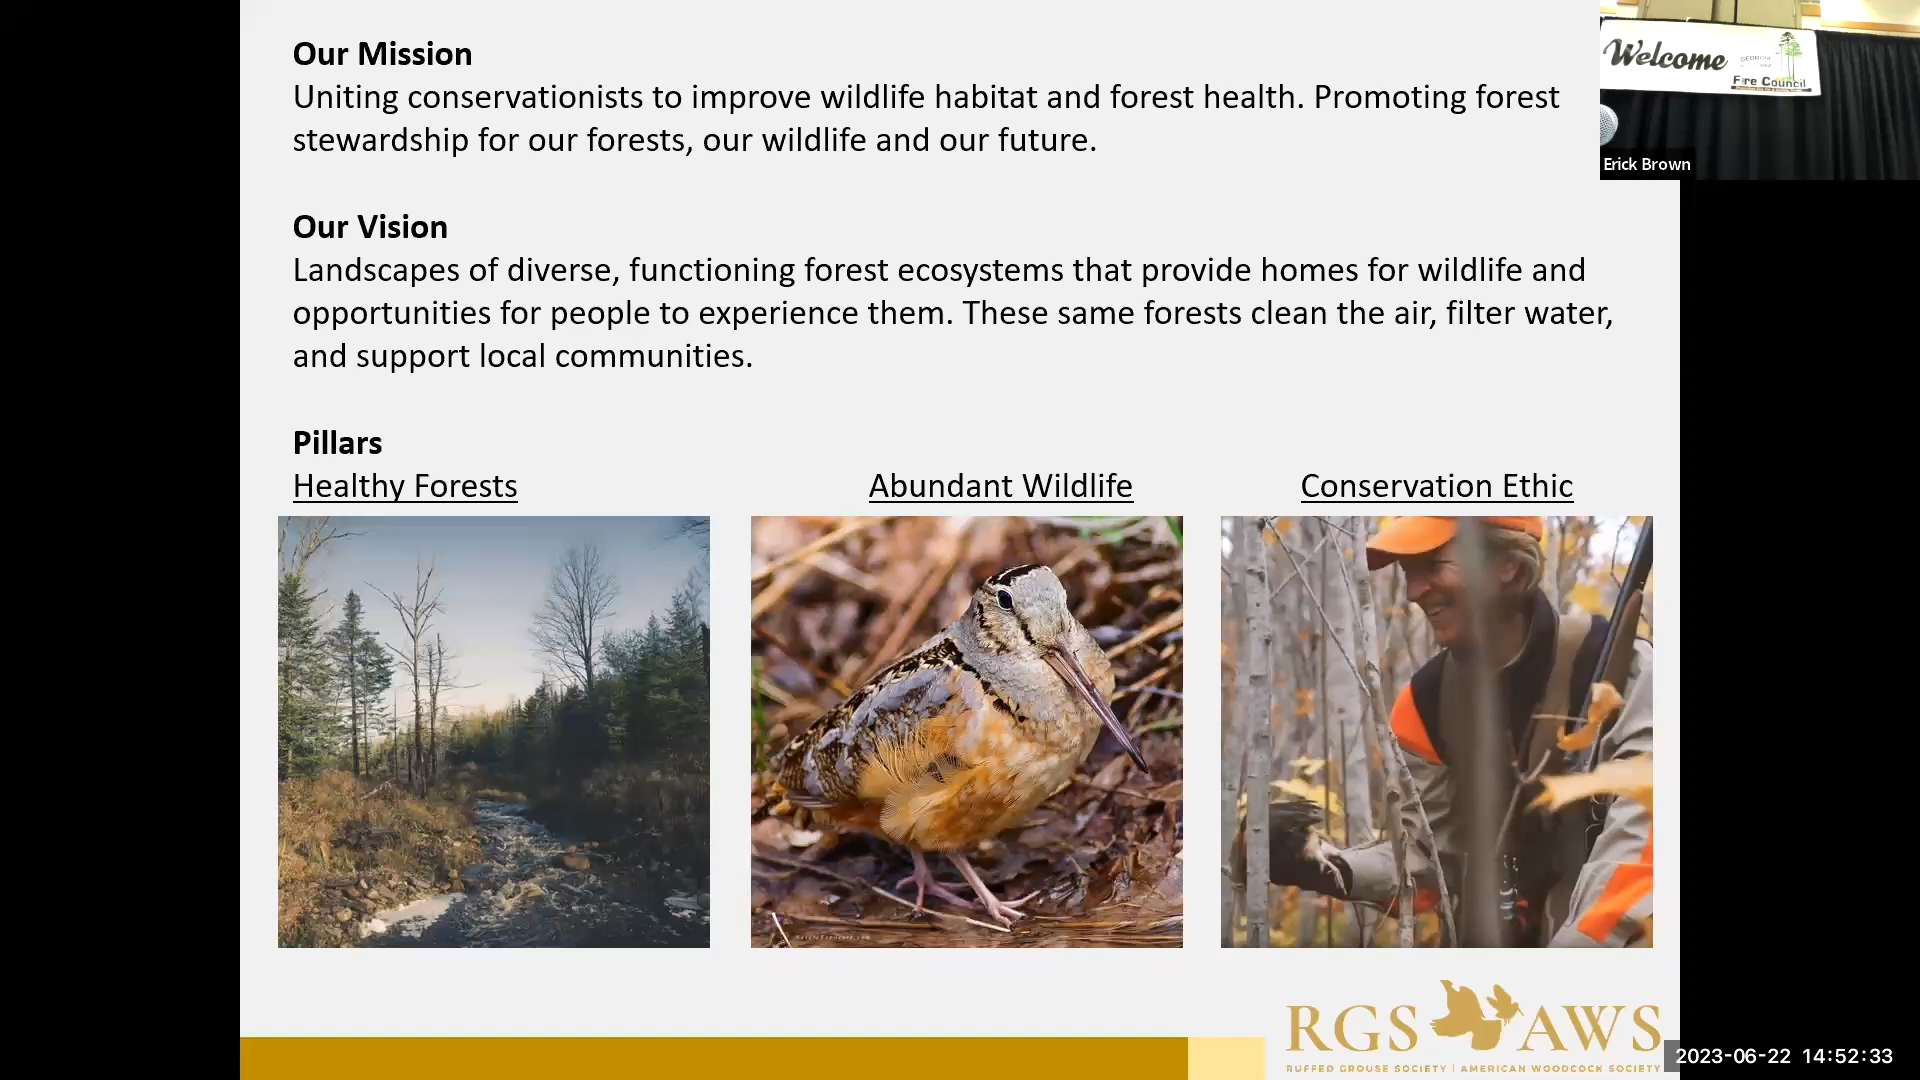 Our Mission
Uniting conservationists to improve wildlife habitat and forest health. Promoting forest
stewardship for our forests, our wildlife and our future.
Our Vision
Landscapes of diverse, functioning forest ecosystems that provide homes for wildlife and
opportunities for people to experience them. These same forests clean the air, filter water,
and support local communities.
Pillars
Healthy Forests
Abundant Wildlife
Conservation Ethic
RGS AWS
RUFFED GROUSE SOCIETY | AMERICAN WOODCOCK SOCIETY
Welcome
GEORGIA
Fire Council
Erick Brown
2023-06-22 14:52:33